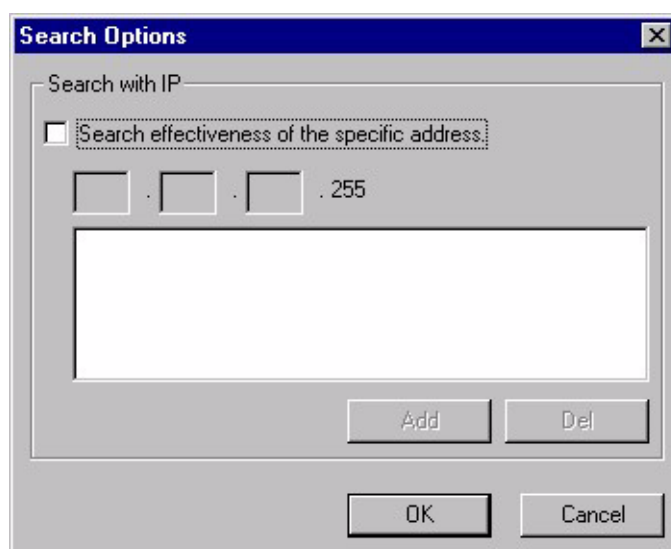 Search Options
Search with IP
Search effectiveness of the specific address.
. . . 255
Add Del
OK Cancel